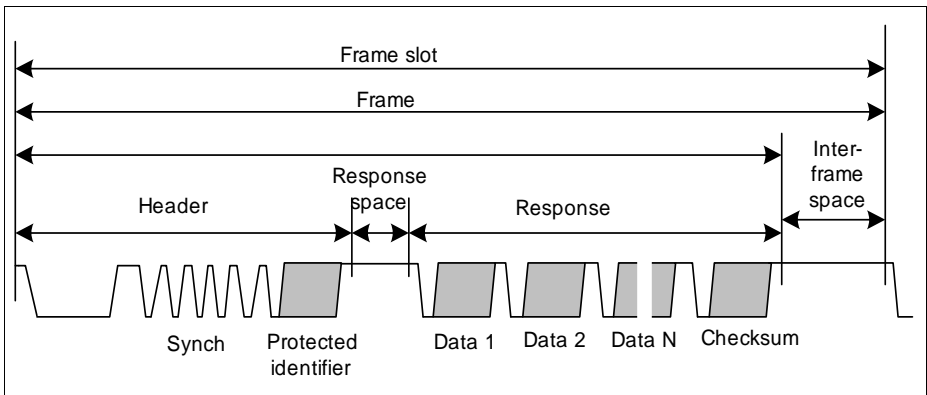 Frame slot
Frame
Inter-
frame
space
Response
space
Header
Response
Synch
Protected
identifier
Data 1
Data 2
Data N
Checksum